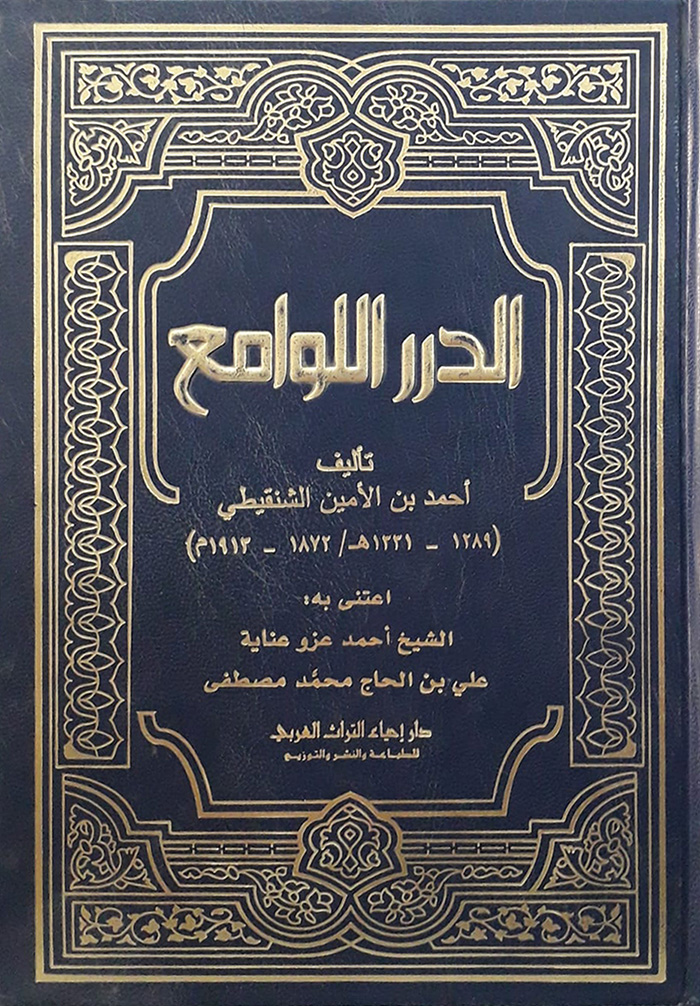 الدرر اللوامع
تأليف
أحمد بن الأمين الشنقيطي
(١٢٨٩ - ١٣٣١هـ/ ١٨٧٢ - ١٩١٣م)
اعتنى به:
الشيخ أحمد عزو عناية
علي بن الحاج محمَّد مصطفى
دار إحياء التراث العربي
للطباعة والنشر والتوزيع